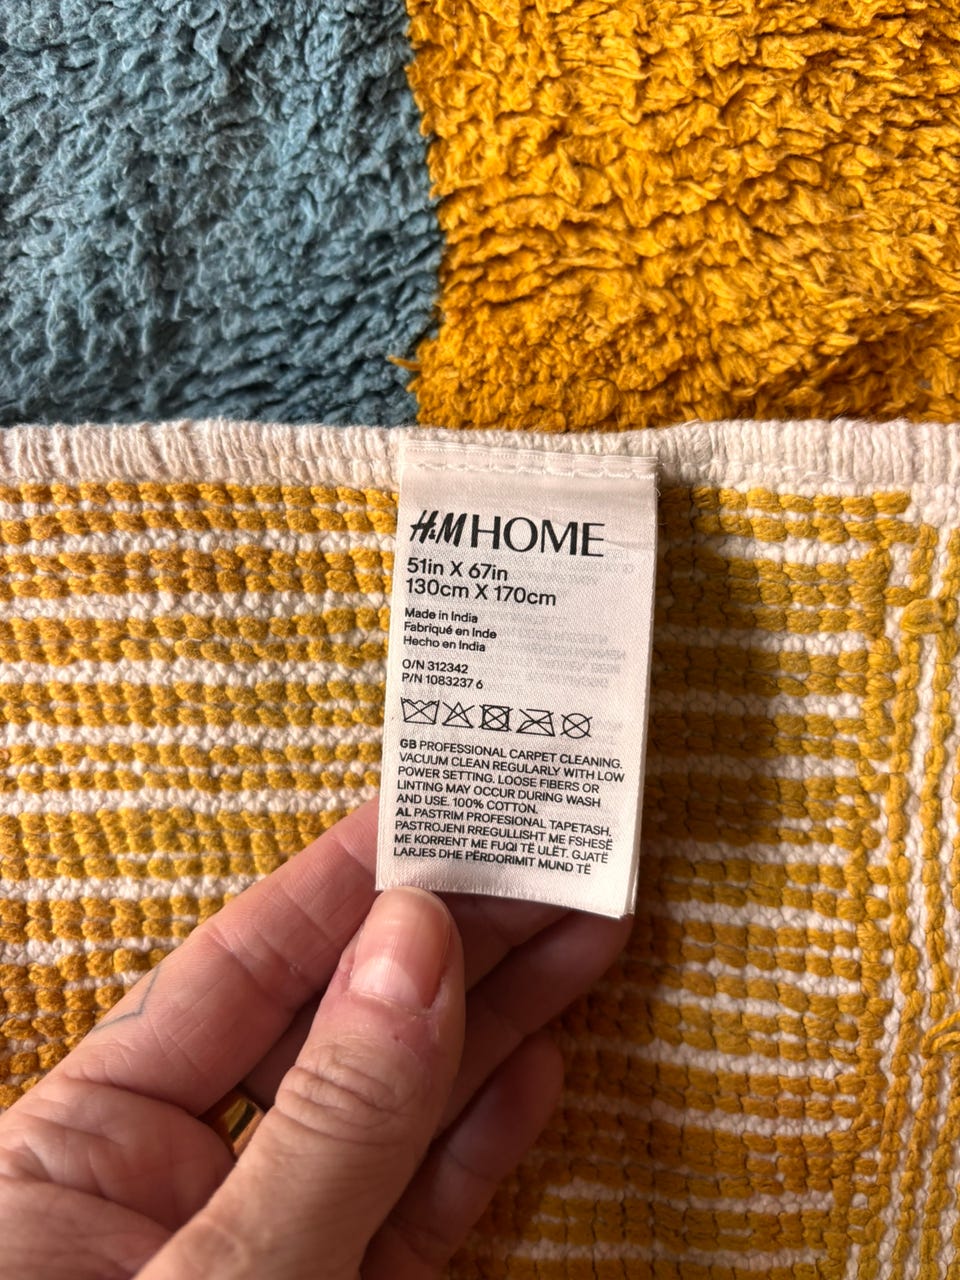 H&M HOME
51in X 67in
130cm X 170cm
Made in India
Fabriqué en Inde
Hecho en India
O/N 312342
P/N 1083237 6
GB PROFESSIONAL CARPET CLEANING.
VACUUM CLEAN REGULARLY WITH LOW
POWER SETTING. LOOSE FIBERS OR
LINTING MAY OCCUR DURING WASH
AND USE. 100% COTTON.
AL PASTRIM PROFESIONAL TAPETASH.
PASTROJENI RREGULLISHT ME FSHESË
ME KORRENT ME FUQI TË ULËT. GJATË
LARJES DHE PËRDORIMIT MUND TË